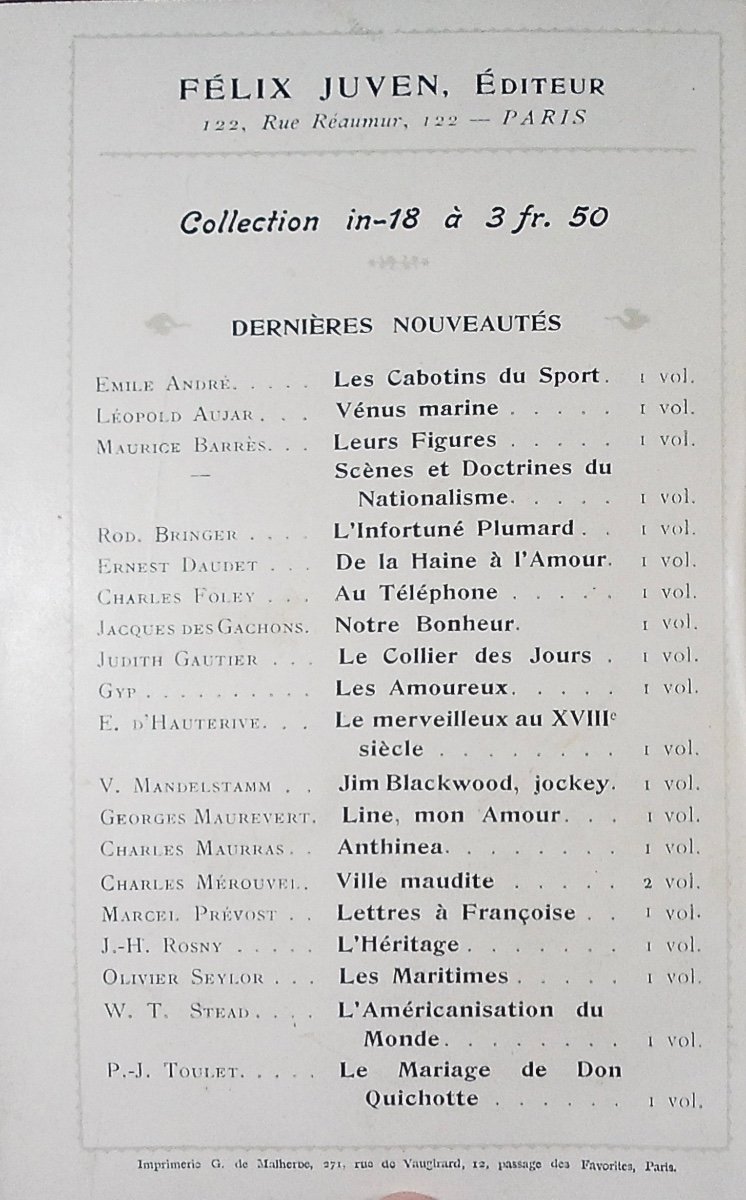 FÉLIX JUVEN, ÉDITEUR
122, Rue Réaumur, 122 — PARIS
Collection in-18 à 3 fr. 50
DERNIÈRES NOUVEAUTÉS
EMILE ANDRÉ. . . . . Les Cabotins du Sport. 1 vol.
LÉOPOLD AUJAR . . . Vénus marine . . . . . 1 vol.
MAURICE BARRÈS. . . Leurs Figures . . . . . 1 vol.
— Scènes et Doctrines du
Nationalisme. . . . . 1 vol.
ROD. BRINGER . . . . L'Infortuné Plumard . . 1 vol.
ERNEST DAUDET . . . De la Haine à l'Amour. 1 vol.
CHARLES FOLEY . . . Au Téléphone . . . . . 1 vol.
JACQUES DES GACHONS. Notre Bonheur. 1 vol.
JUDITH GAUTIER . . . Le Collier des Jours . 1 vol.
GYP . . . . . . . . . . Les Amoureux. . . . . 1 vol.
E. D'HAUTERIVE. . . Le merveilleux au XVIIIe
siècle . . . . . . . . 1 vol.
V. MANDELSTAMM . . Jim Blackwood, jockey. 1 vol.
GEORGES MAUREVERT. Line, mon Amour. . . 1 vol.
CHARLES MAURRAS . . Anthinea. . . . . . . . 1 vol.
CHARLES MÉROUVEL. Ville maudite . . . . . 2 vol.
MARCEL PRÉVOST . . Lettres à Françoise . . 1 vol.
J.-H. ROSNY . . . . . L'Héritage . . . . . . . 1 vol.
OLIVIER SEYLOR . . . Les Maritimes . . . . . 1 vol.
W. T. STEAD . . . . L'Américanisation du
Monde. . . . . . . . 1 vol.
P.-J. TOULET. . . . . Le Mariage de Don
Quichotte . . . . . . 1 vol.
Imprimerie G. de Malherbe, 271, rue de Vaugirard, 12, passage des Favorites, Paris.